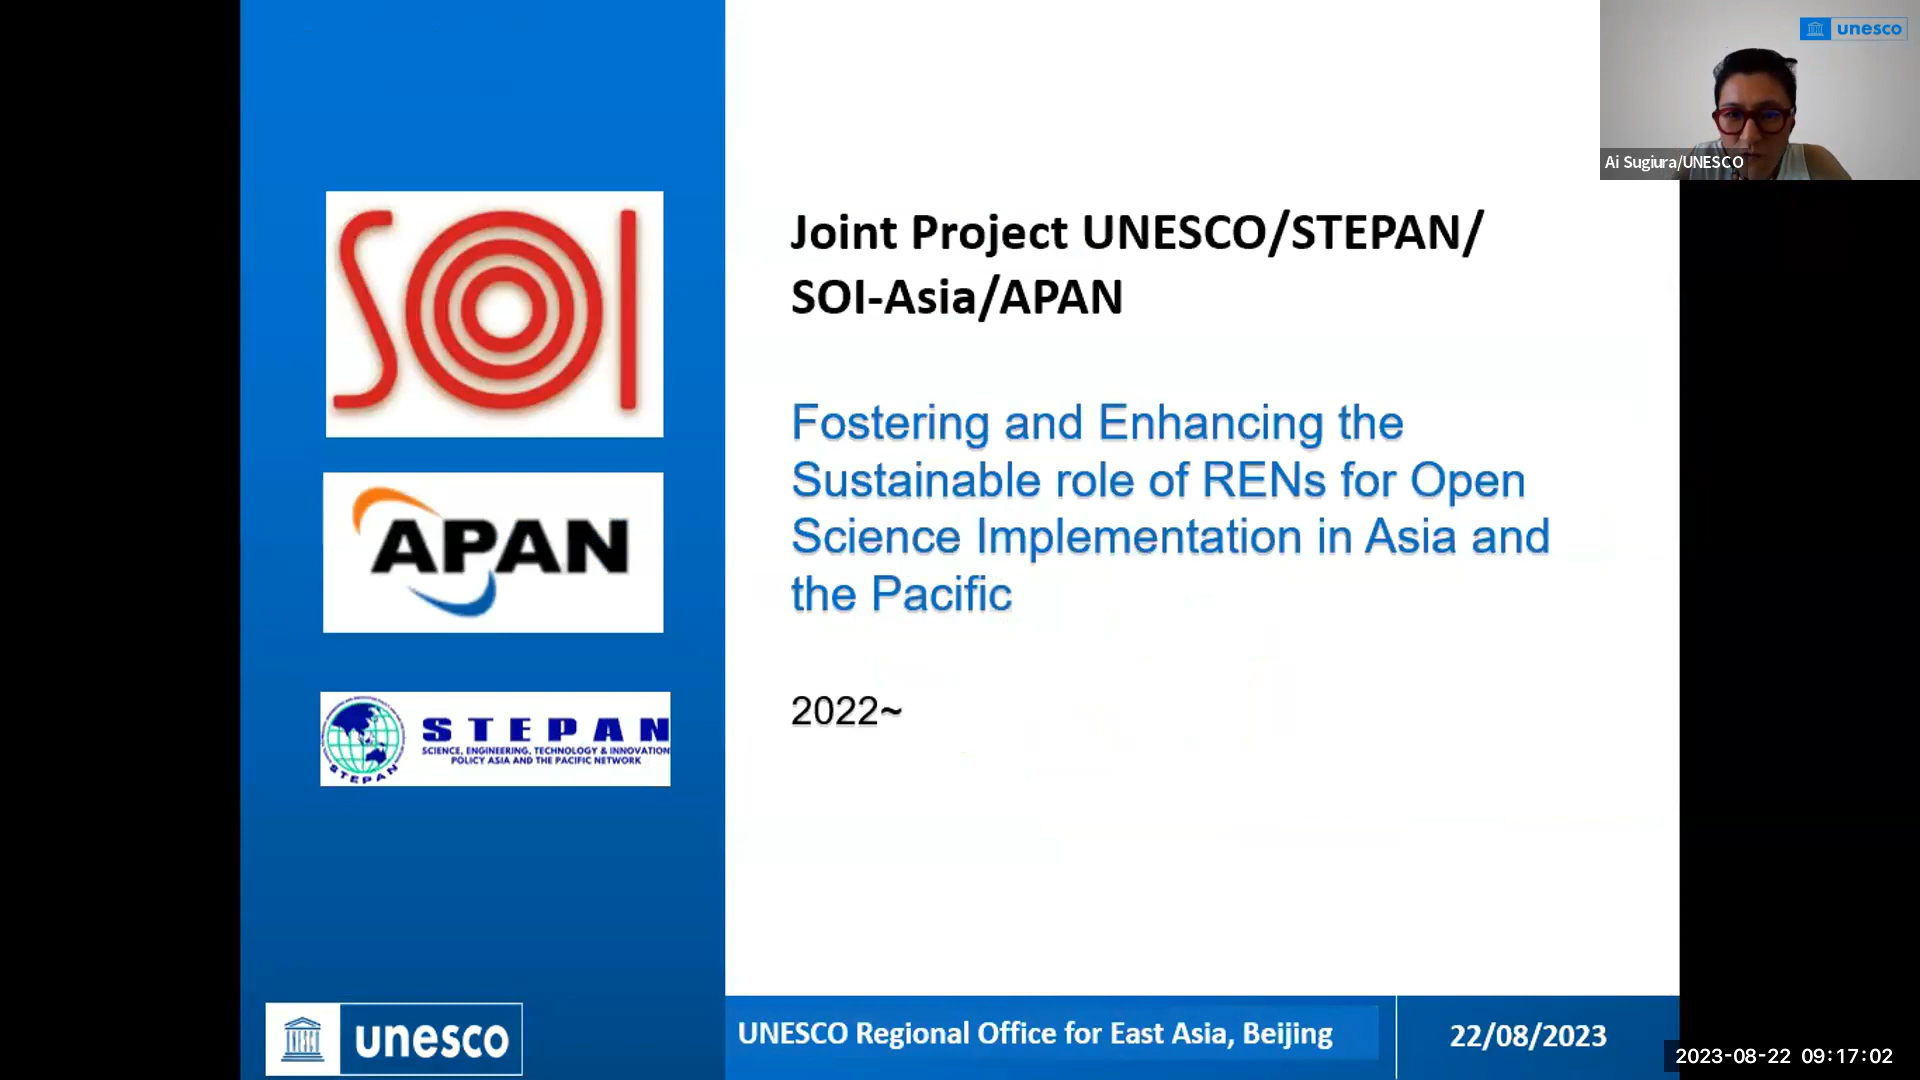 unesco
Ai Sugiura/UNESCO
SOI
APAN
STEPAN
SCIENCE, ENGINEERING, TECHNOLOGY & INNOVATION
POLICY ASIA AND THE PACIFIC NETWORK
STEPAN
Joint Project UNESCO/STEPAN/
SOI-Asia/APAN
Fostering and Enhancing the
Sustainable role of RENs for Open
Science Implementation in Asia and
the Pacific
2022~
unesco
UNESCO Regional Office for East Asia, Beijing
22/08/2023
2023-08-22 09:17:02